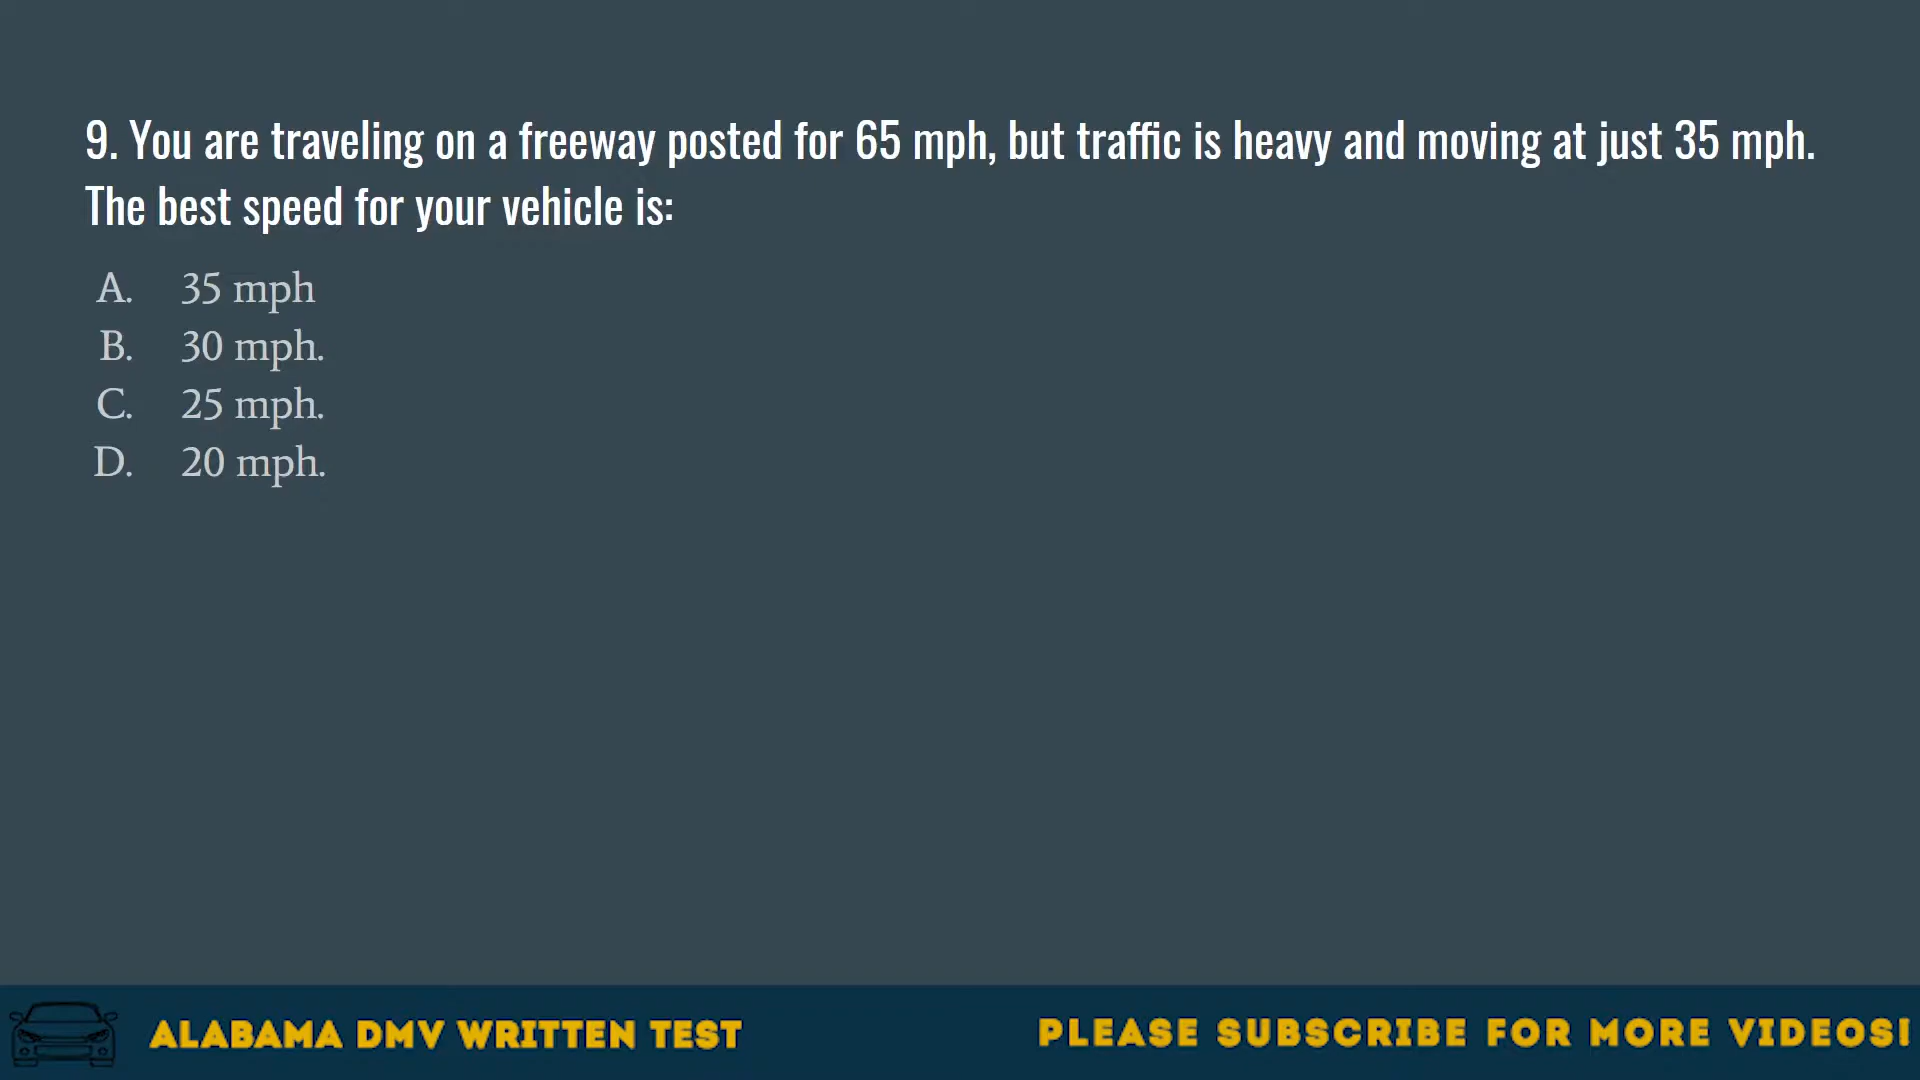 9. You are traveling on a freeway posted for 65 mph, but traffic is heavy and moving at just 35 mph.
The best speed for your vehicle is:
A. 35 mph
B. 30 mph.
C. 25 mph.
D. 20 mph.
ALABAMA DMV WRITTEN TEST
PLEASE SUBSCRIBE FOR MORE VIDEOS!